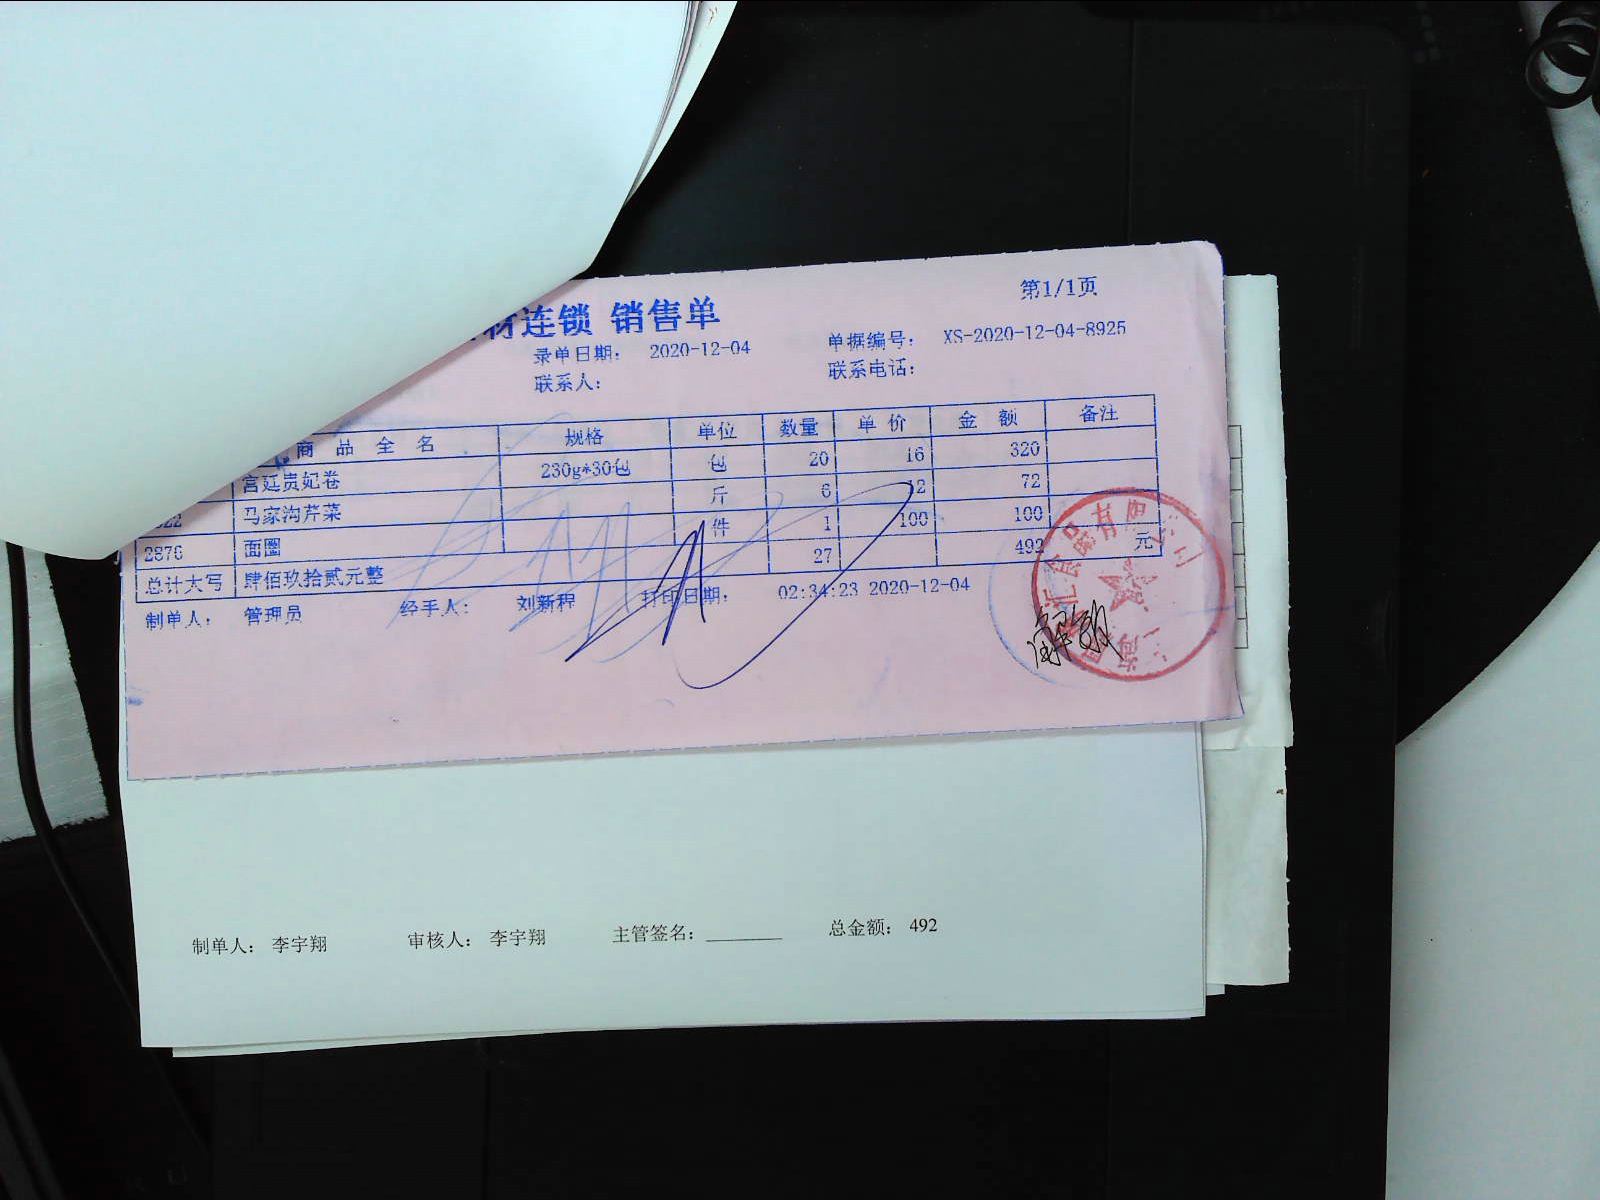 材连锁 销售单
第1/1页
录单日期： 2020-12-04 单据编号： XS-2020-12-04-8925
联系人： 联系电话：
商品全名 规格 单位 数量 单价 金额 备注
宫廷贵妃卷 230g*30包 包 20 16 320
22 马家沟芹菜 斤 6 12 72
2876 面圈 件 1 100 100
总计大写 肆佰玖拾贰元整 27 492 元
制单人： 管理员 经手人： 刘新程 打印日期： 02:34:23 2020-12-04
制单人： 李宇翔 审核人： 李宇翔 主管签名：________ 总金额： 492